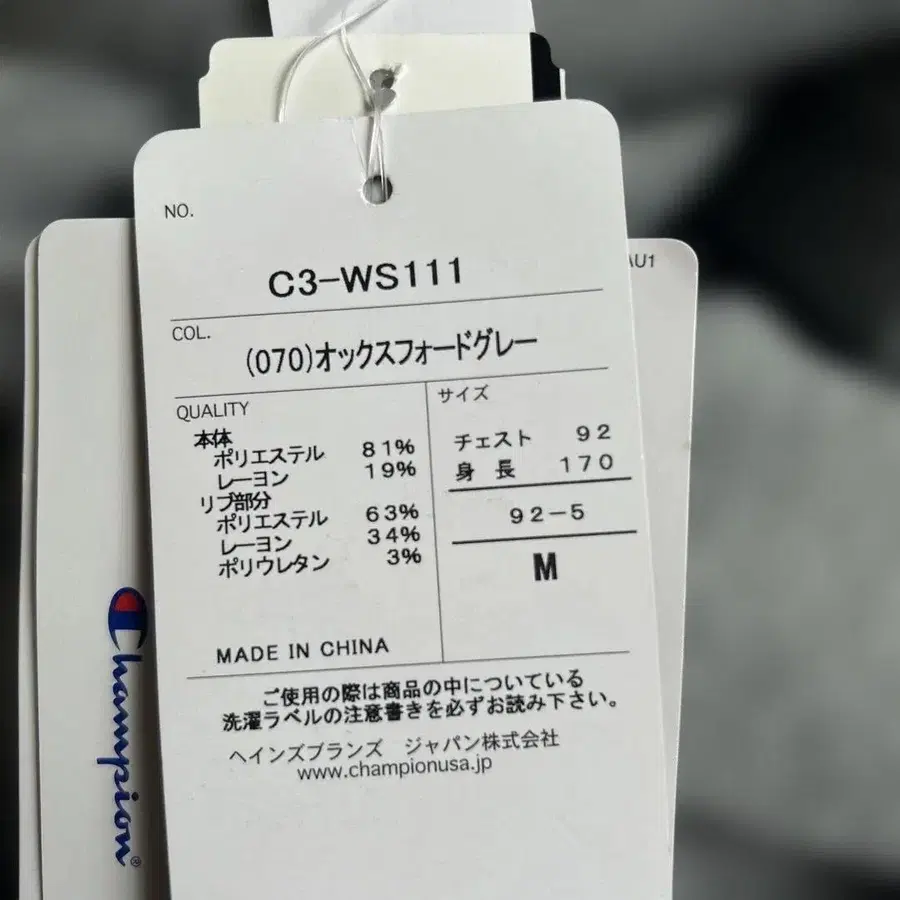 NO.
C3-WS111
COL.
(070)オックスフォードグレー
QUALITY
本体
ポリエステル 81%
レーヨン 19%
リブ部分
ポリエステル 63%
レーヨン 34%
ポリウレタン 3%
MADE IN CHINA
サイズ
チェスト 92
身長 170
92-5
M
ご使用の際は商品の中についている
洗濯ラベルの注意書きを必ずお読み下さい。
ヘインズブランズ ジャパン株式会社
www.championusa.jp
Champion®